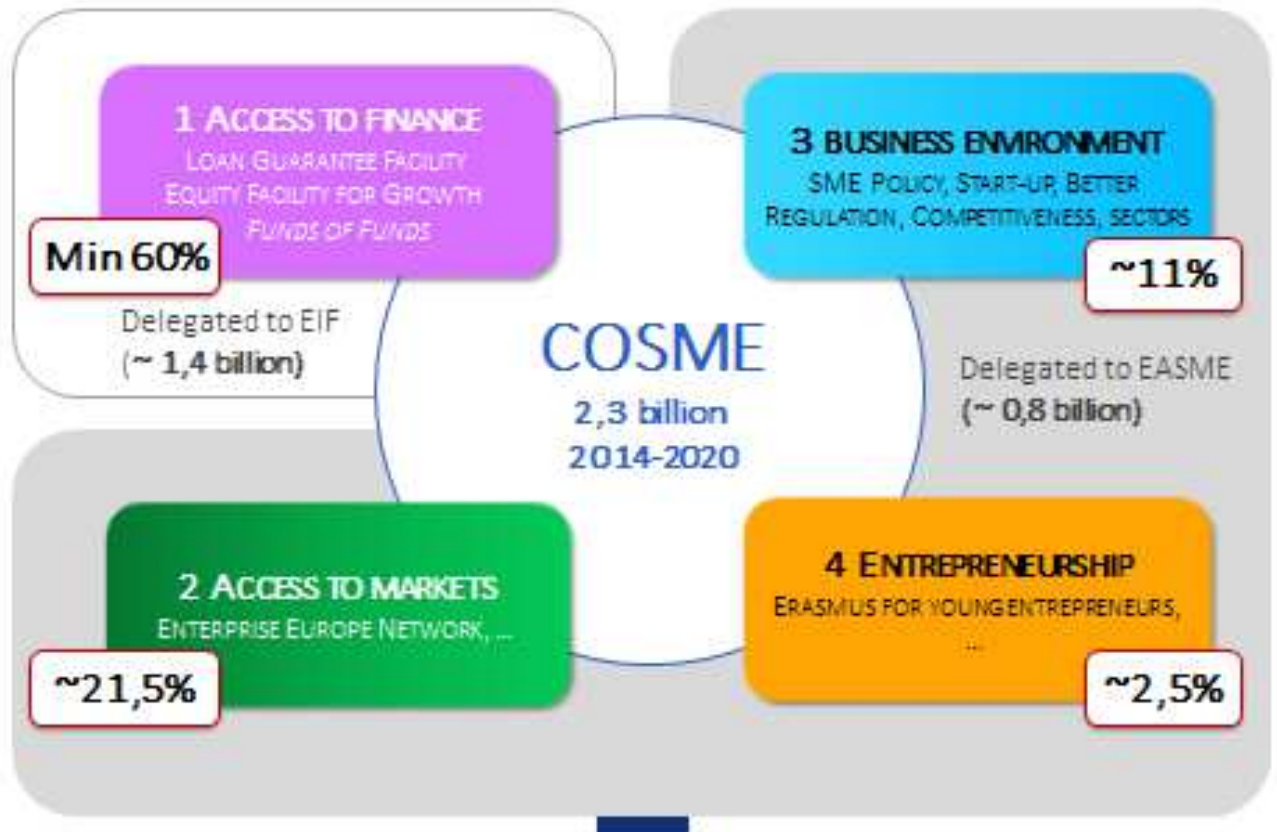 1 ACCESS TO FINANCE
LOAN GUARANTEE FACILITY
EQUITY FACILITY FOR GROWTH
FUNDS OF FUNDS
Min 60%
Delegated to EIF
(~ 1,4 billion)
3 BUSINESS ENVIRONMENT
SME POLICY, START-UP, BETTER
REGULATION, COMPETITIVENESS, SECTORS
~11%
Delegated to EASME
(~ 0,8 billion)
COSME
2,3 billion
2014-2020
2 ACCESS TO MARKETS
ENTERPRISE EUROPE NETWORK, ...
~21,5%
4 ENTREPRENEURSHIP
ERASMUS FOR YOUNG ENTREPRENEURS,
...
~2,5%